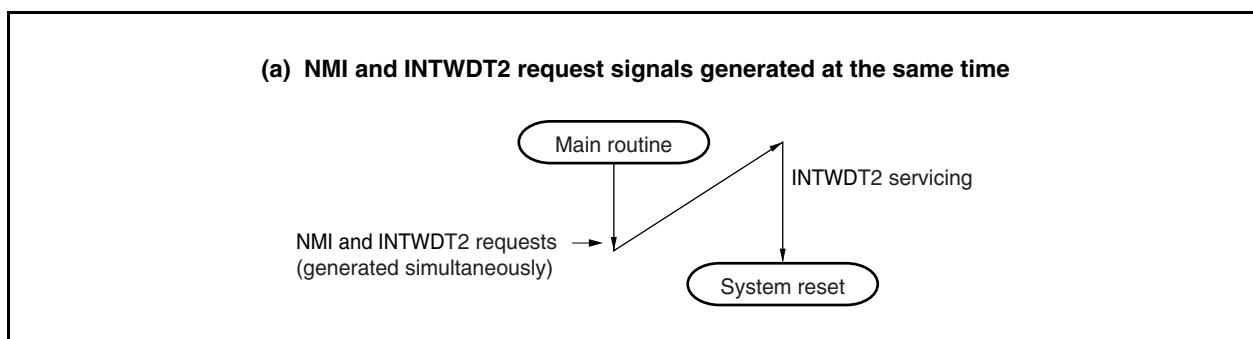 (a) NMI and INTWDT2 request signals generated at the same time
Main routine
INTWDT2 servicing
NMI and INTWDT2 requests
(generated simultaneously)
System reset